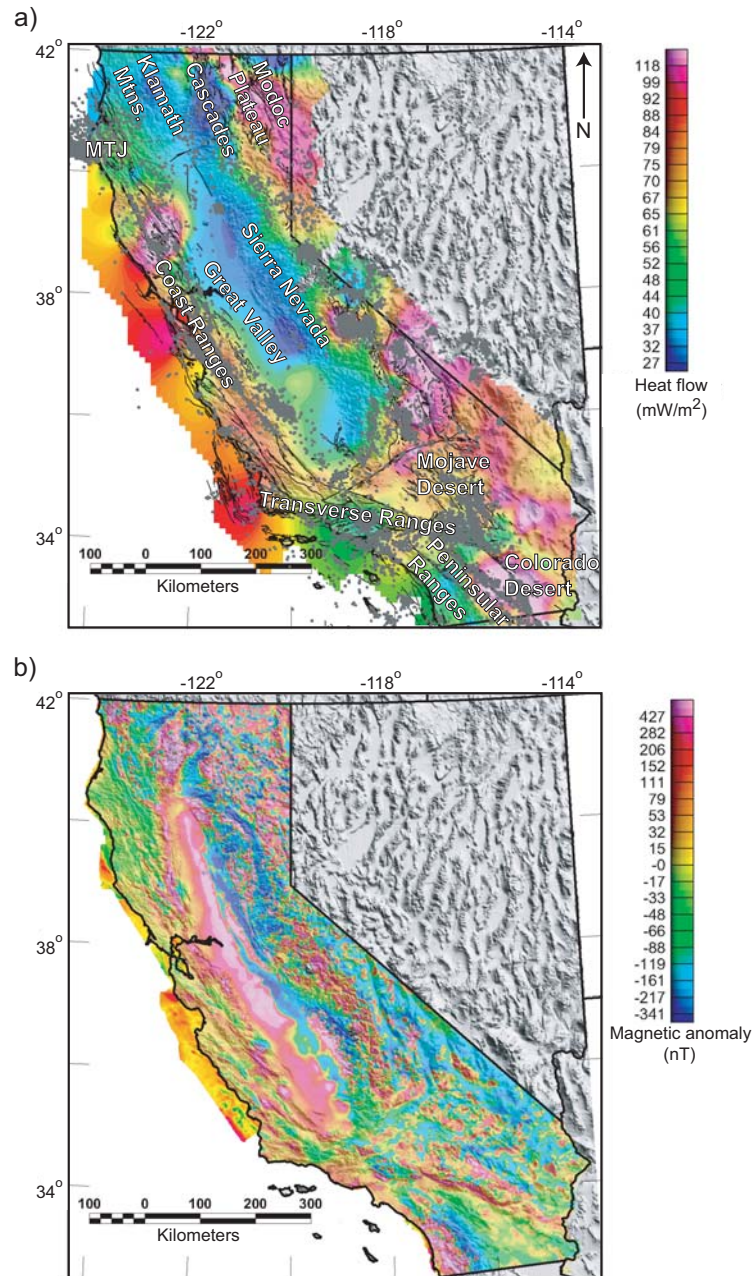 a)
-122
-118
-114
42°
38°
34°
N
Klamath
Mtns.
Cascades
Modoc
Plateau
MTJ
Sierra Nevada
Great Valley
Coast Ranges
Mojave
Desert
Transverse Ranges
Peninsular
Ranges
Colorado
Desert
100 0 100 200 300
Kilometers
118
99
92
88
84
79
75
70
67
65
61
56
52
48
44
40
37
32
27
Heat flow
(mW/m²)
b)
-122
-118
-114
42°
38°
34°
100 0 100 200 300
Kilometers
427
282
206
152
111
79
53
32
15
-0
-17
-33
-48
-66
-88
-119
-161
-217
-341
Magnetic anomaly
(nT)